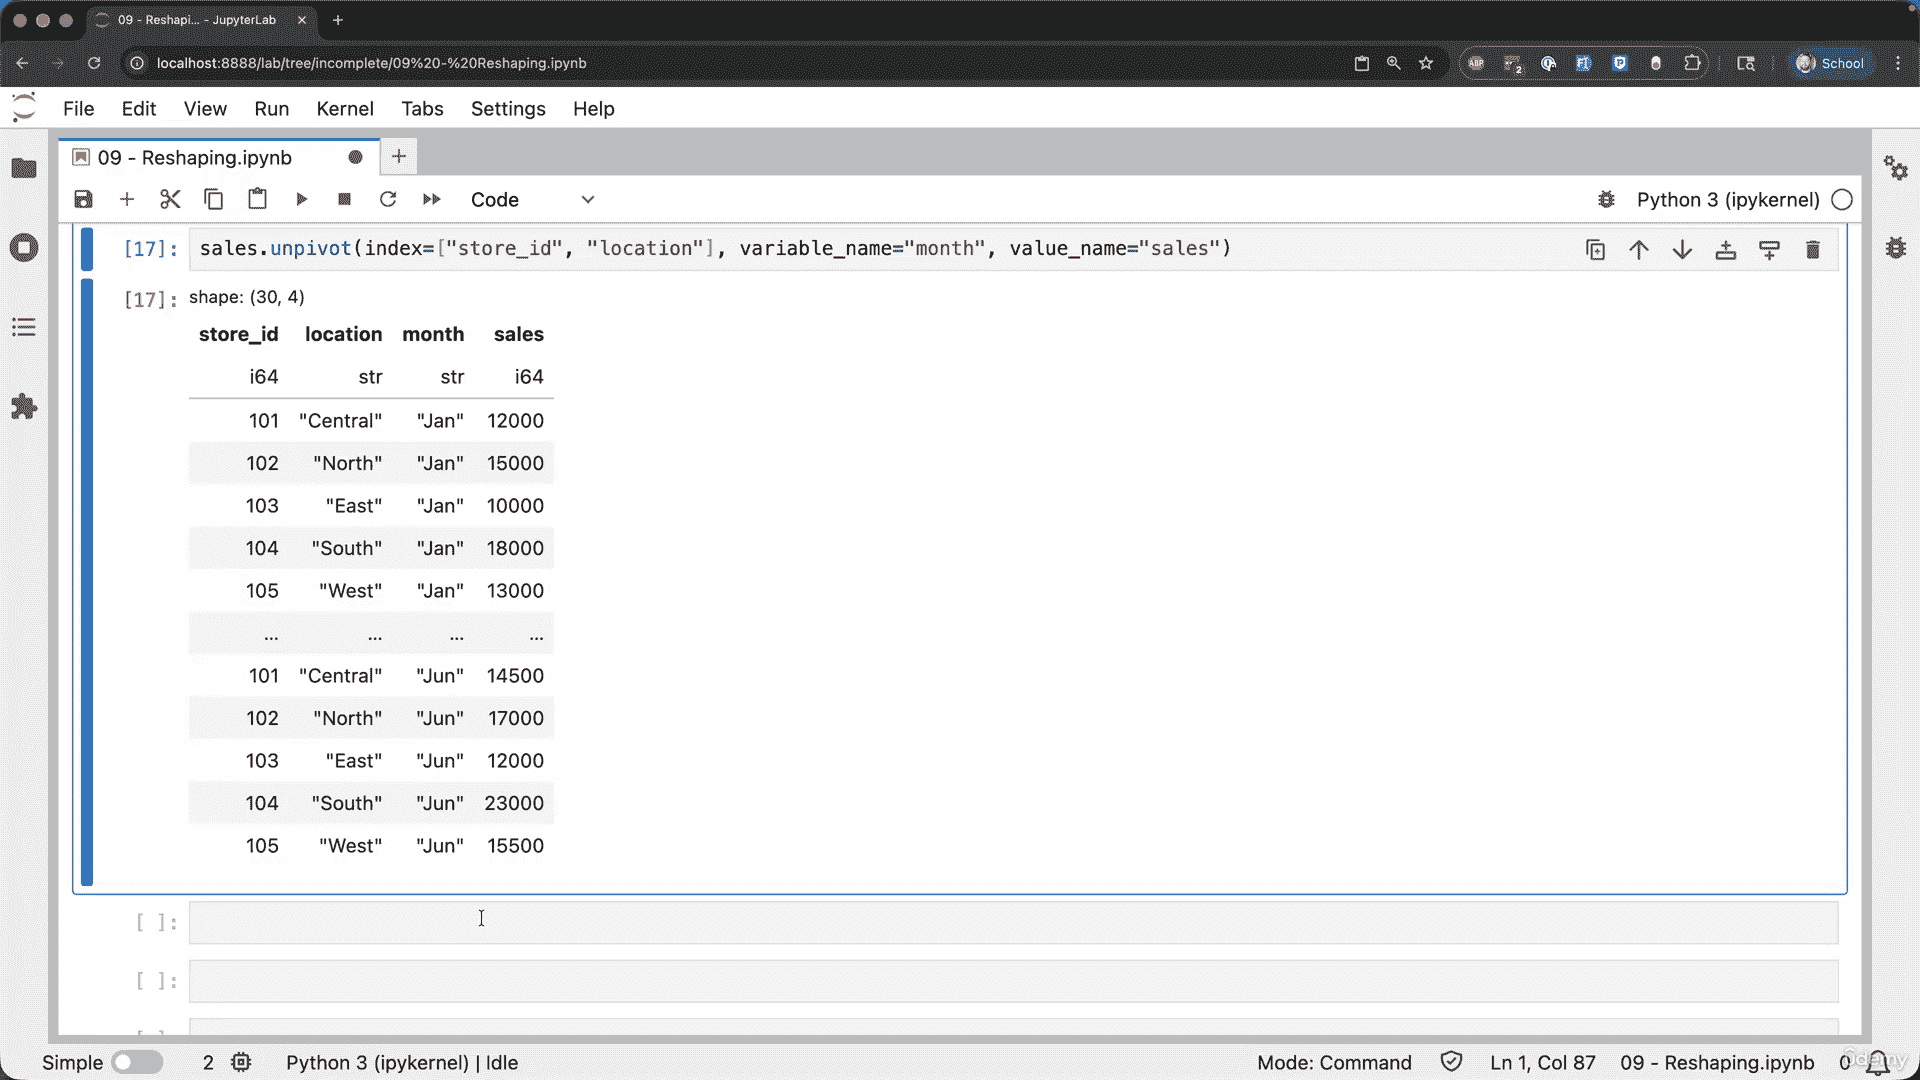 09 - Reshapi... - JupyterLab
localhost:8888/lab/tree/incomplete/09%20-%20Reshaping.ipynb
ABP
2
School
File Edit View Run Kernel Tabs Settings Help
09 - Reshaping.ipynb
Code
Python 3 (ipykernel)
[17]: sales.unpivot(index=["store_id", "location"], variable_name="month", value_name="sales")
[17]: shape: (30, 4)
store_id location month sales
i64 str str i64
101 "Central" "Jan" 12000
102 "North" "Jan" 15000
103 "East" "Jan" 10000
104 "South" "Jan" 18000
105 "West" "Jan" 13000
... ... ... ...
101 "Central" "Jun" 14500
102 "North" "Jun" 17000
103 "East" "Jun" 12000
104 "South" "Jun" 23000
105 "West" "Jun" 15500
[ ]:
[ ]:
Simple 2 Python 3 (ipykernel) | Idle Mode: Command Ln 1, Col 87 09 - Reshaping.ipynb 0
udemy